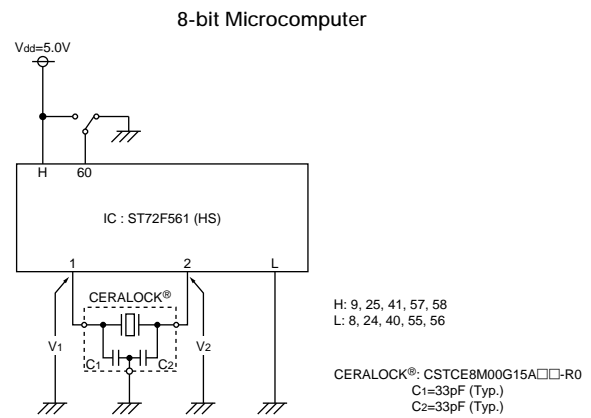 8-bit Microcomputer
Vdd=5.0V
H 60
IC : ST72F561 (HS)
1 2 L
CERALOCK®
V1 C1 C2 V2
H: 9, 25, 41, 57, 58
L: 8, 24, 40, 55, 56
CERALOCK®: CSTCE8M00G15A□□-R0
C1=33pF (Typ.)
C2=33pF (Typ.)